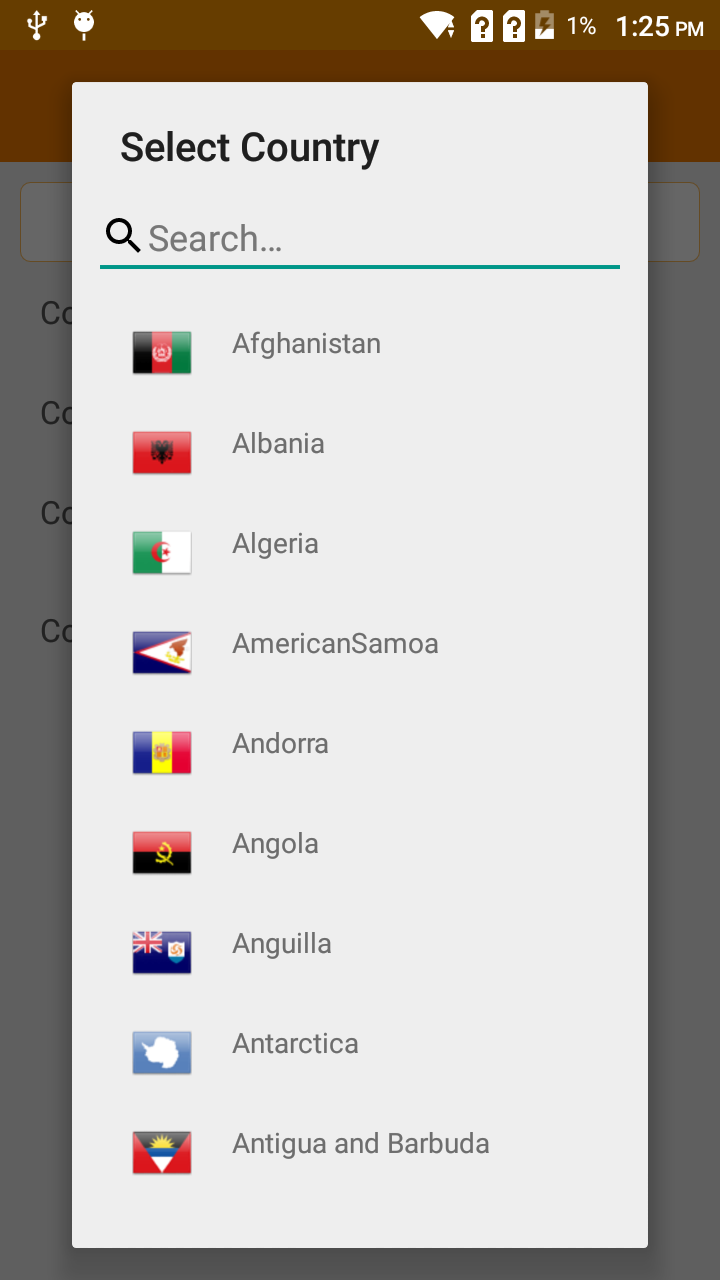 1% 1:25 PM
Select Country
Search...
Co
Afghanistan
Co
Albania
Co
Algeria
Co
AmericanSamoa
Andorra
Angola
Anguilla
Antarctica
Antigua and Barbuda